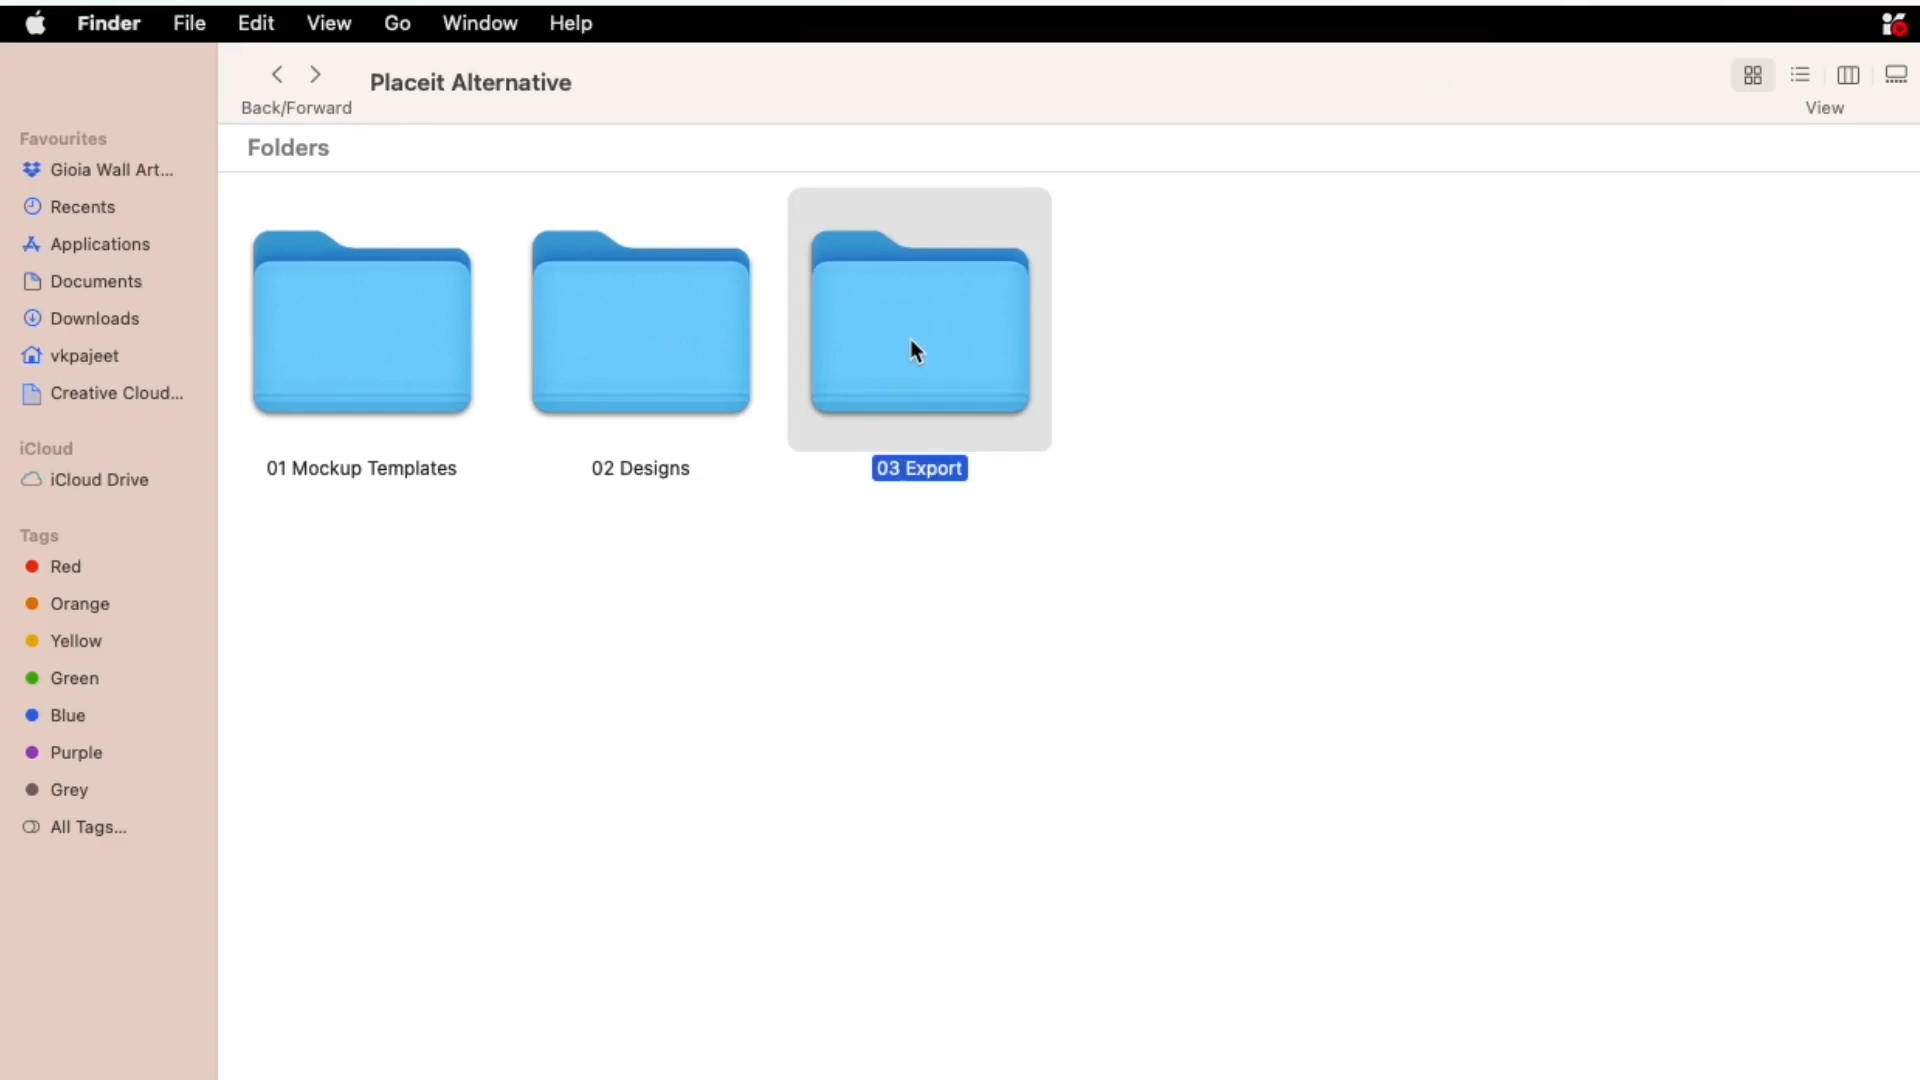 Finder File Edit View Go Window Help
Placeit Alternative
Back/Forward
View
Favourites
Gioia Wall Art...
Recents
Applications
Documents
Downloads
vkpajeet
Creative Cloud...
iCloud
iCloud Drive
Tags
Red
Orange
Yellow
Green
Blue
Purple
Grey
All Tags...
Folders
01 Mockup Templates
02 Designs
03 Export